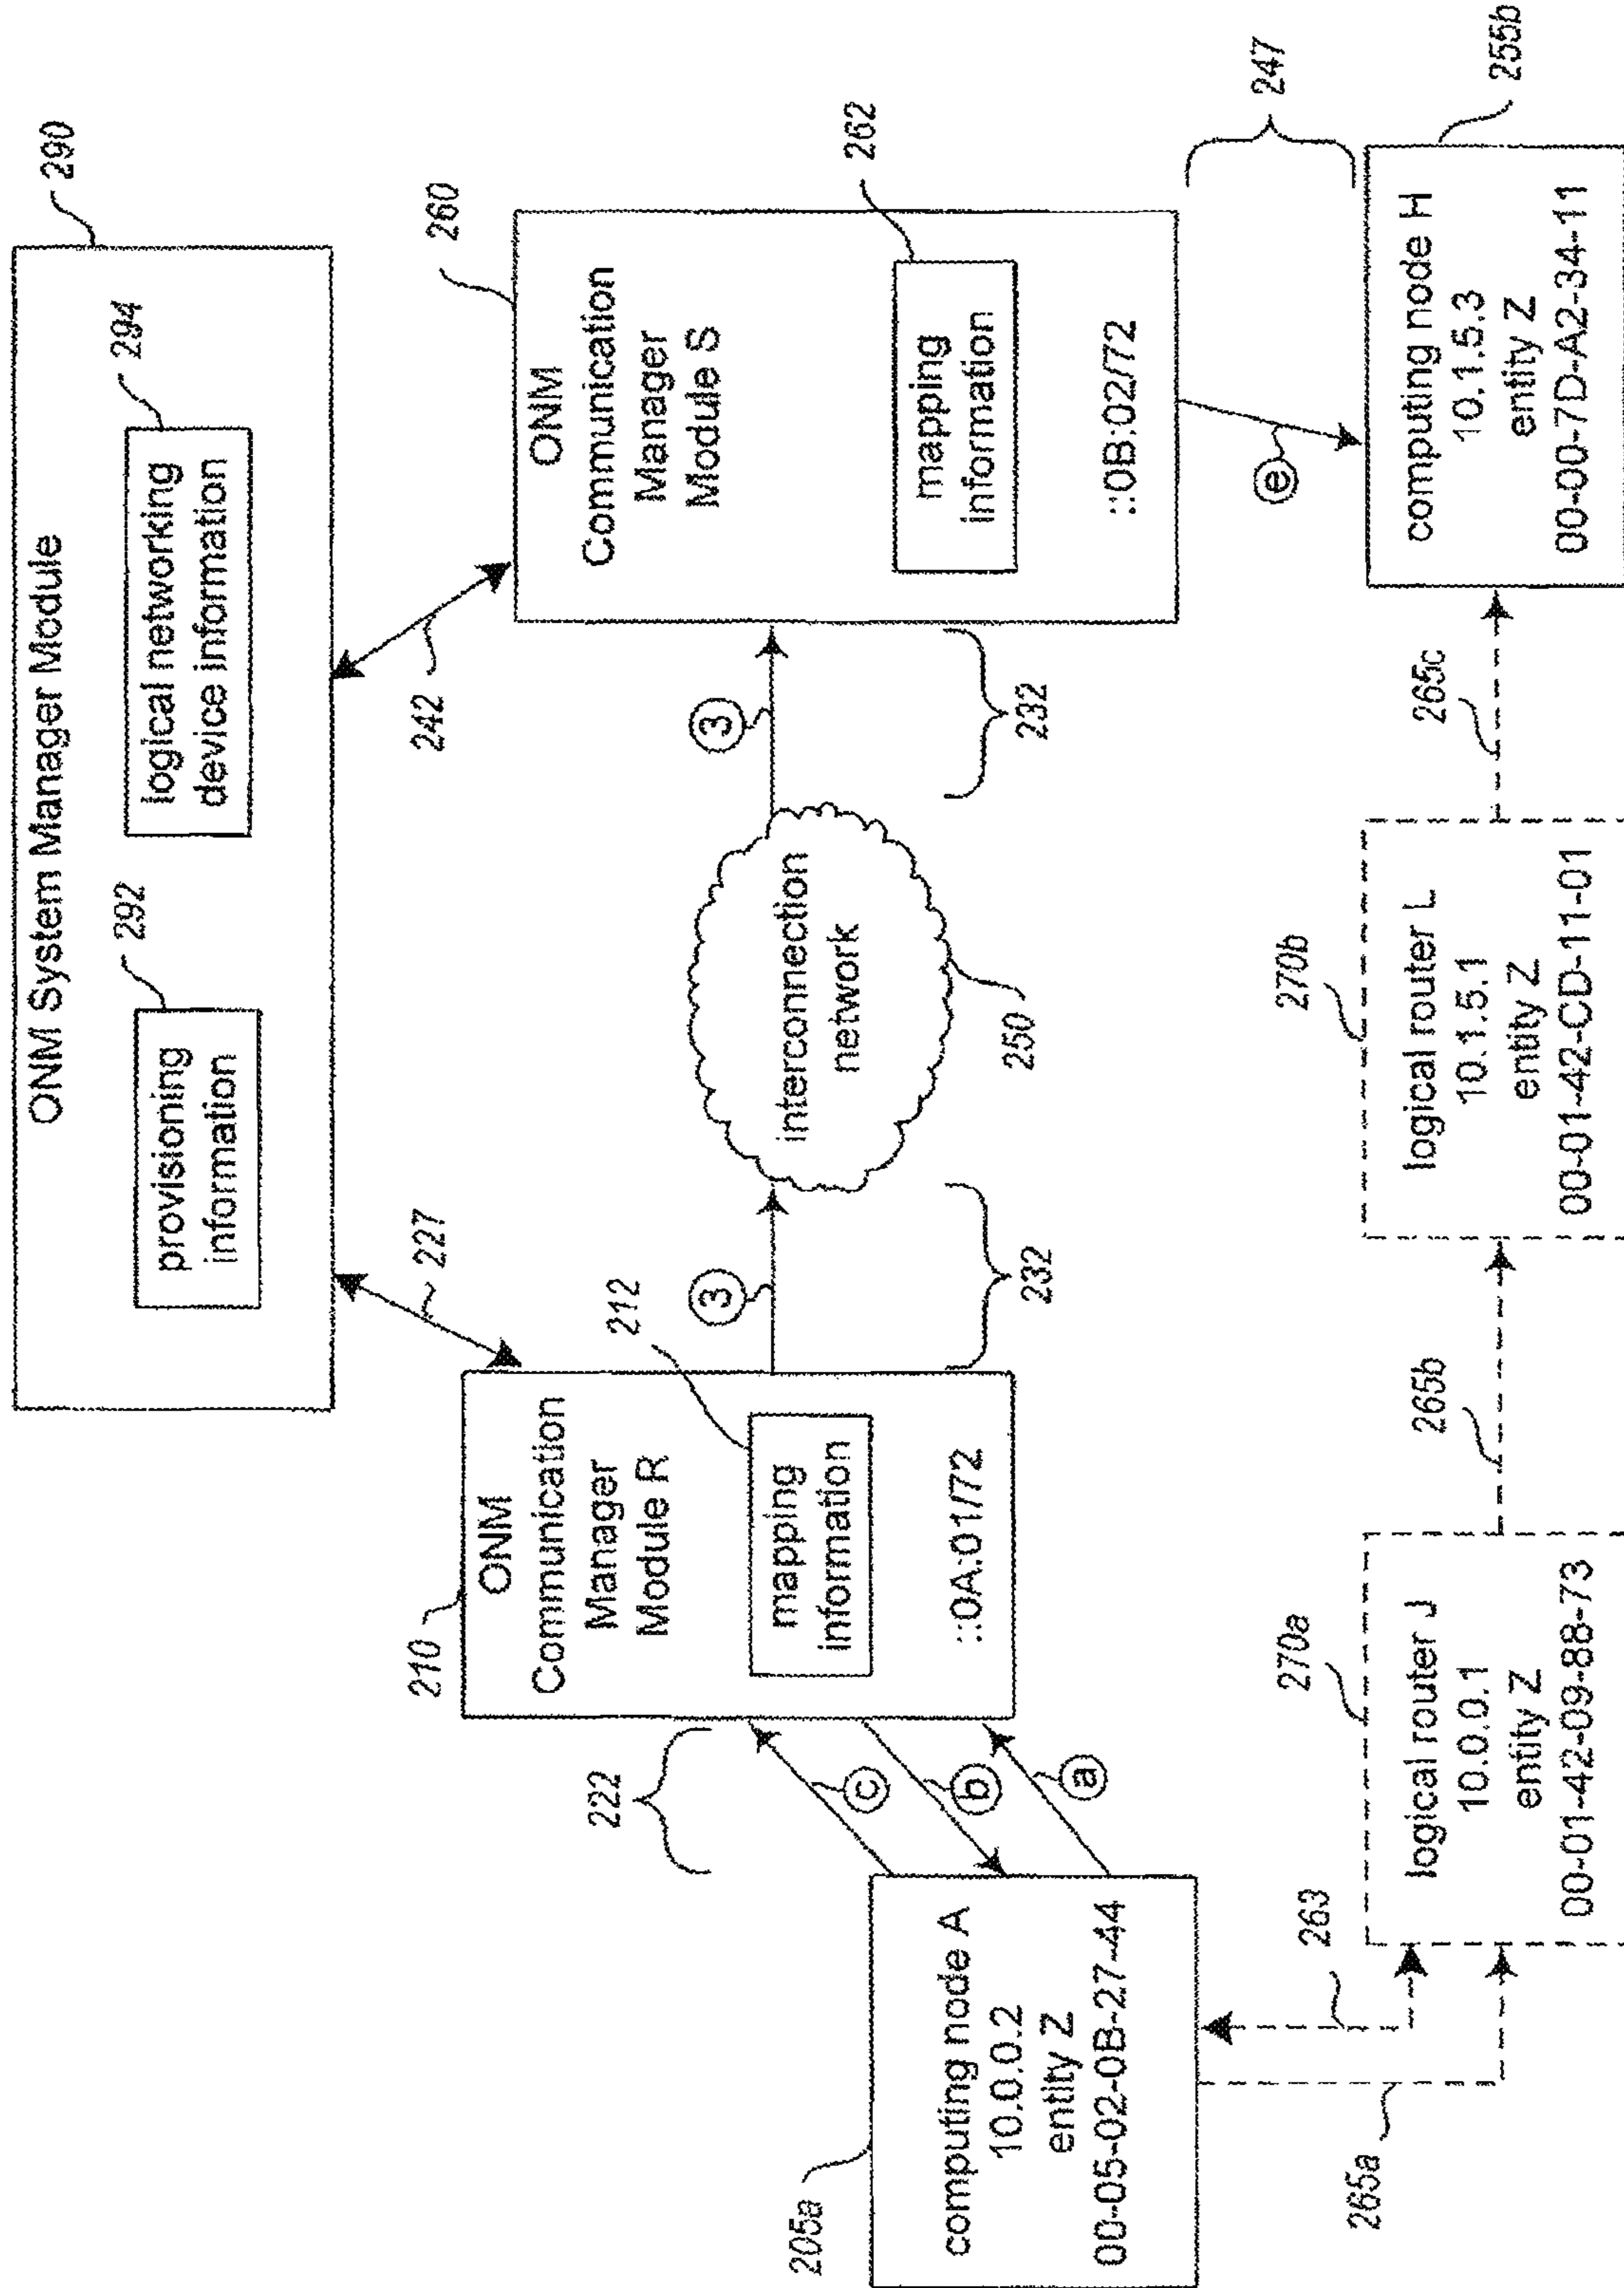 290
ONM System Manager Module
292
provisioning
information
294
logical networking
device information
227
242
210
ONM
Communication
Manager
Module R
212
mapping
information
::0A:01/72
260
ONM
Communication
Manager
Module S
262
mapping
information
::0B:02/72
3
3
interconnection
network
250
232
232
222
c
b
a
e
247
205a
computing node A
10.0.0.2
entity Z
00-05-02-0B-27-44
263
265a
270a
logical router J
10.0.0.1
entity Z
00-01-42-09-88-73
265b
270b
logical router L
10.1.5.1
entity Z
00-01-42-CD-11-01
265c
255b
computing node H
10.1.5.3
entity Z
00-00-7D-A2-34-11